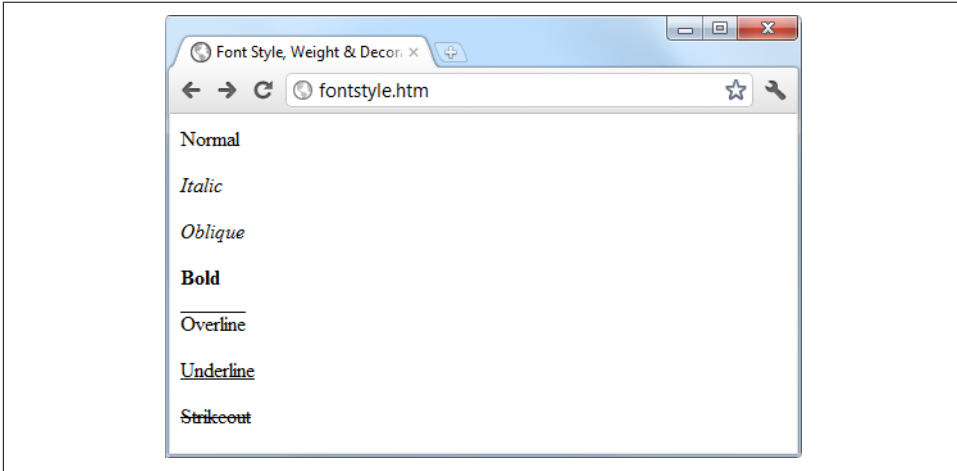 Font Style, Weight & Decor
fontstyle.htm
Normal
Italic
Oblique
Bold
Overline
Underline
Strikeout